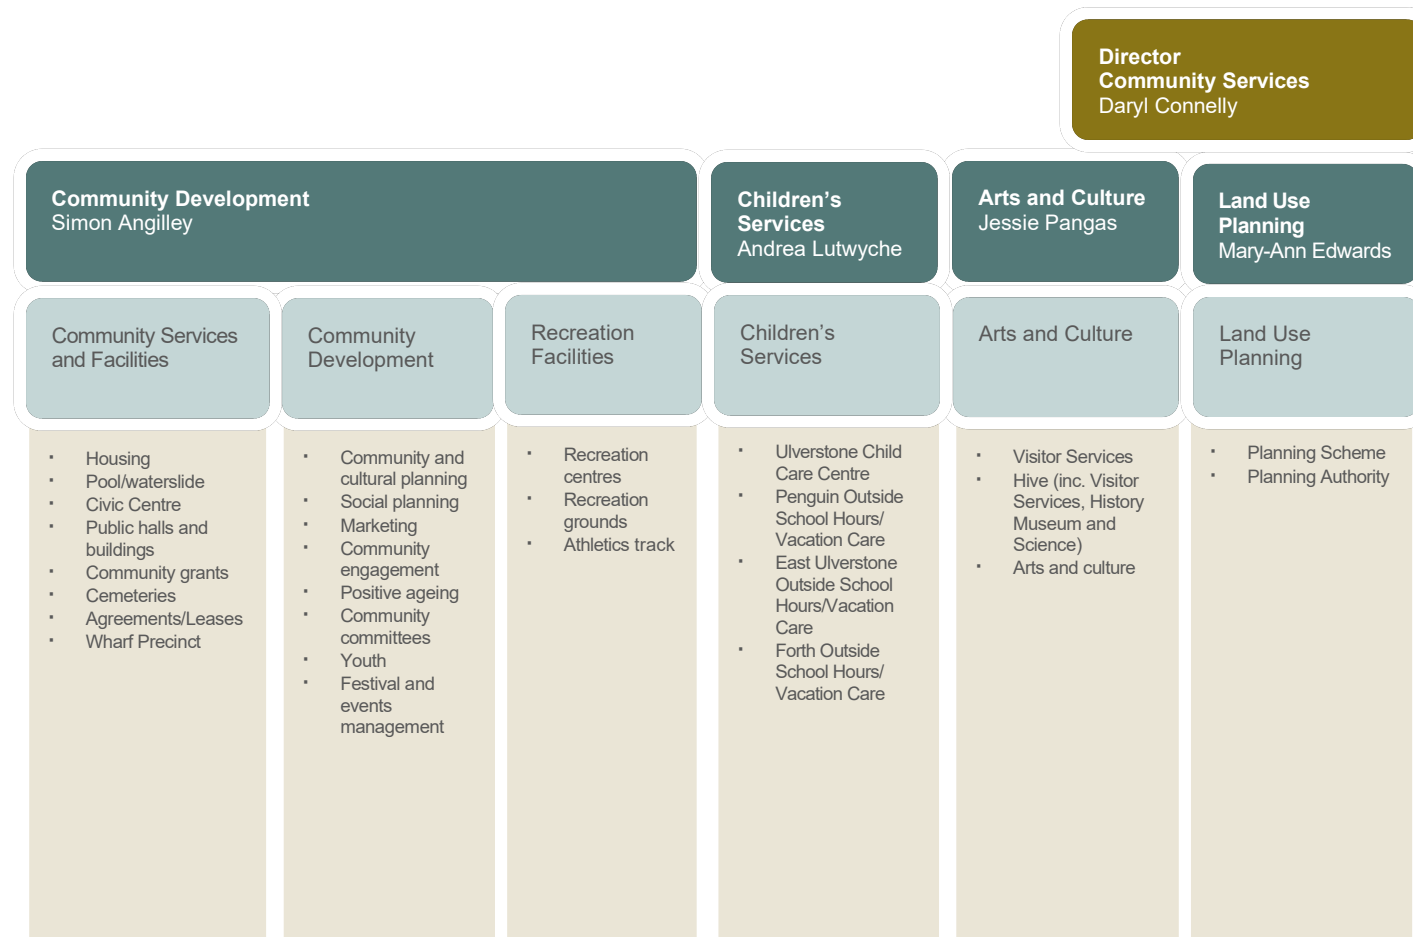 Director
Community Services
Daryl Connelly
Community Development
Simon Angilley
Children’s
Services
Andrea Lutwyche
Arts and Culture
Jessie Pangas
Land Use
Planning
Mary-Ann Edwards
Community Services
and Facilities
Community
Development
Recreation
Facilities
Children’s
Services
Arts and Culture
Land Use
Planning
▪ Housing
▪ Pool/waterslide
▪ Civic Centre
▪ Public halls and
buildings
▪ Community grants
▪ Cemeteries
▪ Agreements/Leases
▪ Wharf Precinct
▪ Community and
cultural planning
▪ Social planning
▪ Marketing
▪ Community
engagement
▪ Positive ageing
▪ Community
committees
▪ Youth
▪ Festival and
events
management
▪ Recreation
centres
▪ Recreation
grounds
▪ Athletics track
▪ Ulverstone Child
Care Centre
▪ Penguin Outside
School Hours/
Vacation Care
▪ East Ulverstone
Outside School
Hours/Vacation
Care
▪ Forth Outside
School Hours/
Vacation Care
▪ Visitor Services
▪ Hive (inc. Visitor
Services, History
Museum and
Science)
▪ Arts and culture
▪ Planning Scheme
▪ Planning Authority